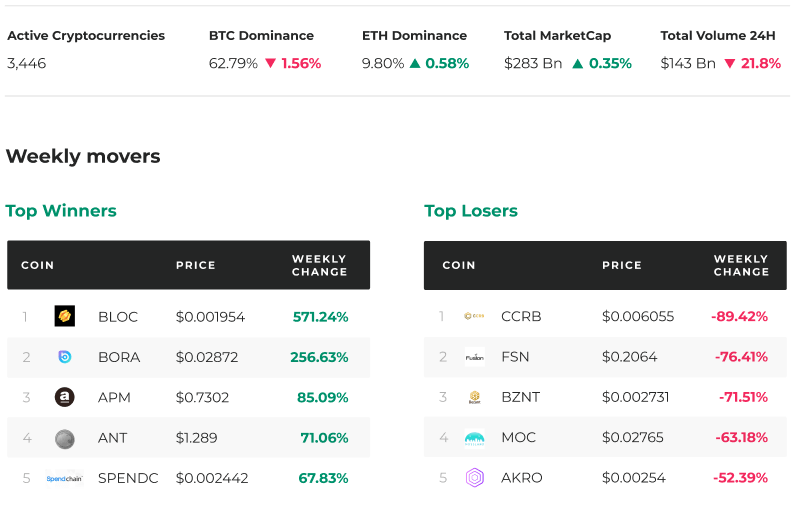 Active Cryptocurrencies BTC Dominance ETH Dominance Total MarketCap Total Volume 24H
3,446 62.79% ▼ 1.56% 9.80% ▲ 0.58% $283 Bn ▲ 0.35% $143 Bn ▼ 21.8%
Weekly movers
Top Winners
COIN PRICE WEEKLY CHANGE
1 BLOC $0.001954 571.24%
2 BORA $0.02872 256.63%
3 a APM $0.7302 85.09%
4 ANT $1.289 71.06%
5 Spendchain SPENDC $0.002442 67.83%
Top Losers
COIN PRICE WEEKLY CHANGE
1 CCRB $0.006055 -89.42%
2 Fusion FSN $0.2064 -76.41%
3 BZNT $0.002731 -71.51%
4 MOC $0.02765 -63.18%
5 AKRO $0.00254 -52.39%